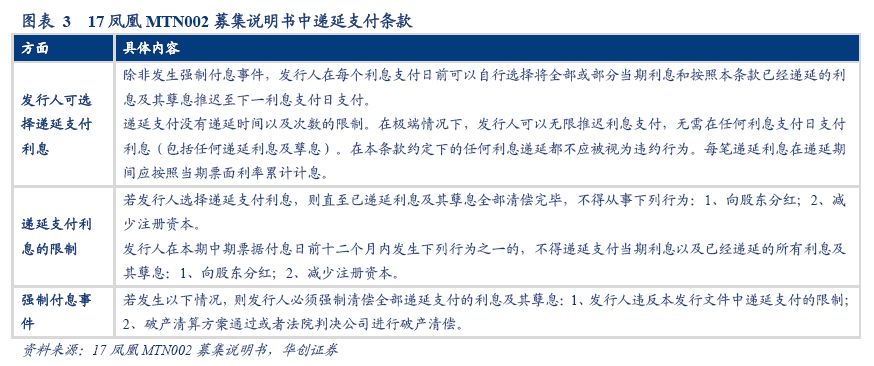 图表 3 17 凤凰 MTN002 募集说明书中递延支付条款
方面 具体内容
发行人可选
择递延支付
利息
除非发生强制付息事件，发行人在每个利息支付日前可以自行选择将全部或部分当期利息和按照本条款已经递延的利
息及其孽息推迟至下一利息支付日支付。
递延支付没有递延时间以及次数的限制。在极端情况下，发行人可以无限推迟利息支付，无需在任何利息支付日支付
利息（包括任何递延利息及孽息）。在本条款约定下的任何利息递延都不应被视为违约行为。每笔递延利息在递延期
间应按照当期票面利率累计计息。
递延支付利
息的限制
若发行人选择递延支付利息，则直至已递延利息及其孽息全部清偿完毕，不得从事下列行为：1、向股东分红；2、减
少注册资本。
发行人在本期中期票据付息日前十二个月内发生下列行为之一的，不得递延支付当期利息以及已经递延的所有利息及
其孽息：1、向股东分红；2、减少注册资本。
强制付息事
件
若发生以下情况，则发行人必须强制清偿全部递延支付的利息及其孽息：1、发行人违反本发行文件中递延支付的限制；
2、破产清算方案通过或者法院判决公司进行破产清偿。
资料来源：17 凤凰 MTN002 募集说明书，华创证券